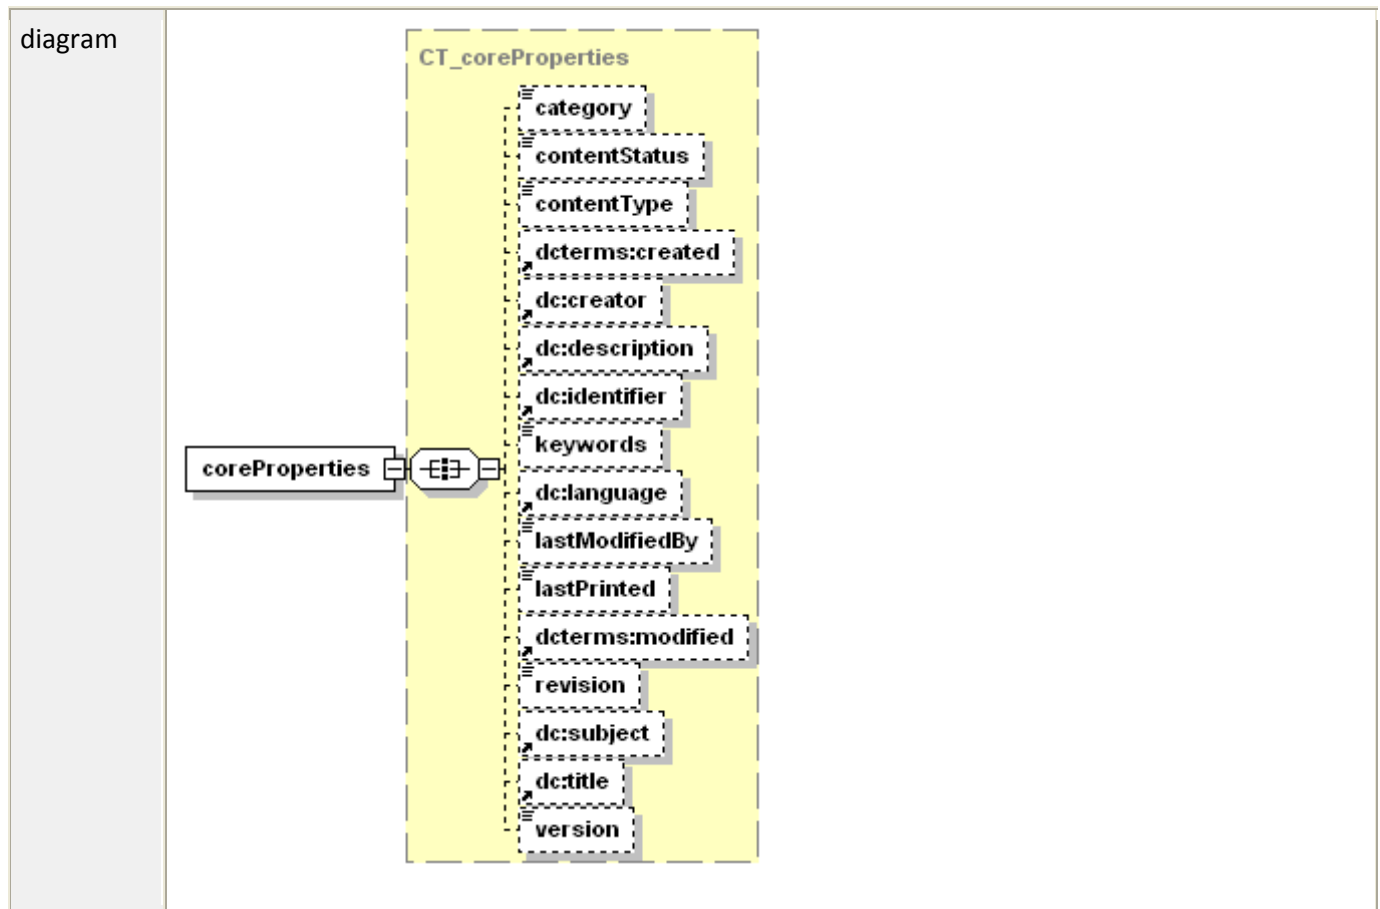 diagram
CT_coreProperties
category
contentStatus
contentType
dcterms:created
dc:creator
dc:description
dc:identifier
keywords
coreProperties
dc:language
lastModifiedBy
lastPrinted
dcterms:modified
revision
dc:subject
dc:title
version